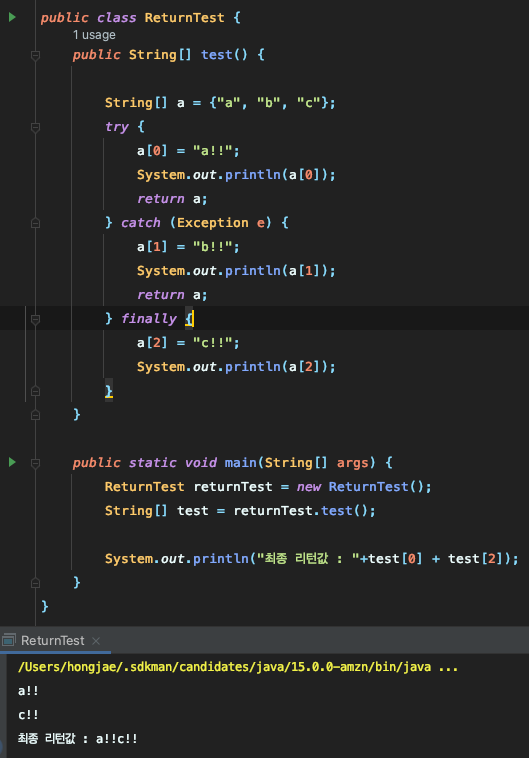 public class ReturnTest {
1 usage
public String[] test() {
String[] a = {"a", "b", "c"};
try {
a[0] = "a!!";
System.out.println(a[0]);
return a;
} catch (Exception e) {
a[1] = "b!!";
System.out.println(a[1]);
return a;
} finally {
a[2] = "c!!";
System.out.println(a[2]);
}
}
public static void main(String[] args) {
ReturnTest returnTest = new ReturnTest();
String[] test = returnTest.test();
System.out.println("최종 리턴값 : "+test[0] + test[2]);
}
}
ReturnTest ×
/Users/hongjae/.sdkman/candidates/java/15.0.0-amzn/bin/java ...
a!!
c!!
최종 리턴값 : a!!c!!